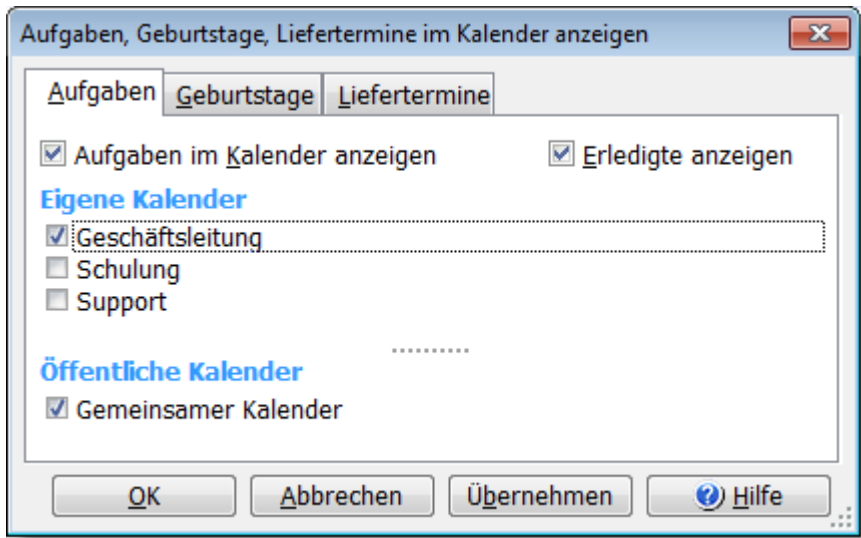 Aufgaben, Geburtstage, Liefertermine im Kalender anzeigen
Aufgaben Geburtstage Liefertermine
Aufgaben im Kalender anzeigen Erledigte anzeigen
Eigene Kalender
Geschäftsleitung
Schulung
Support
Öffentliche Kalender
Gemeinsamer Kalender
OK Abbrechen Übernehmen Hilfe